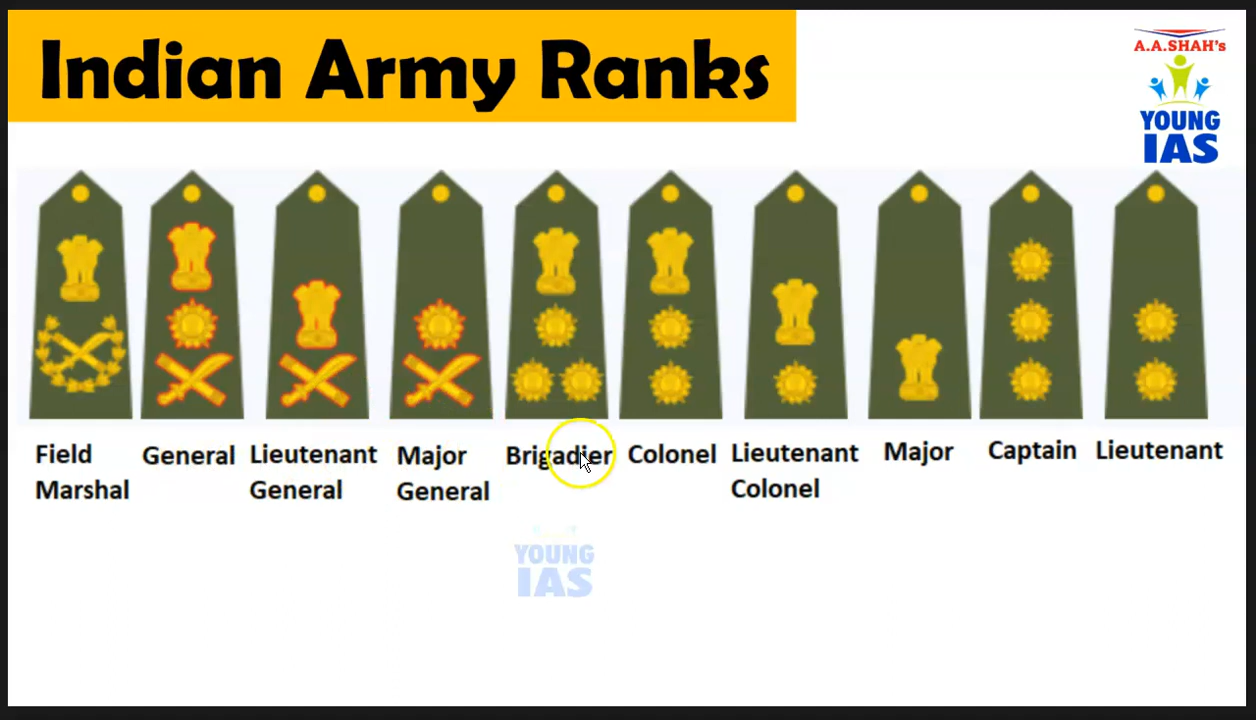 Indian Army Ranks
A.A.SHAH's
YOUNG
IAS
Field
Marshal
General
Lieutenant
General
Major
General
Brigadier
Colonel
Lieutenant
Colonel
Major
Captain
Lieutenant
YOUNG
IAS